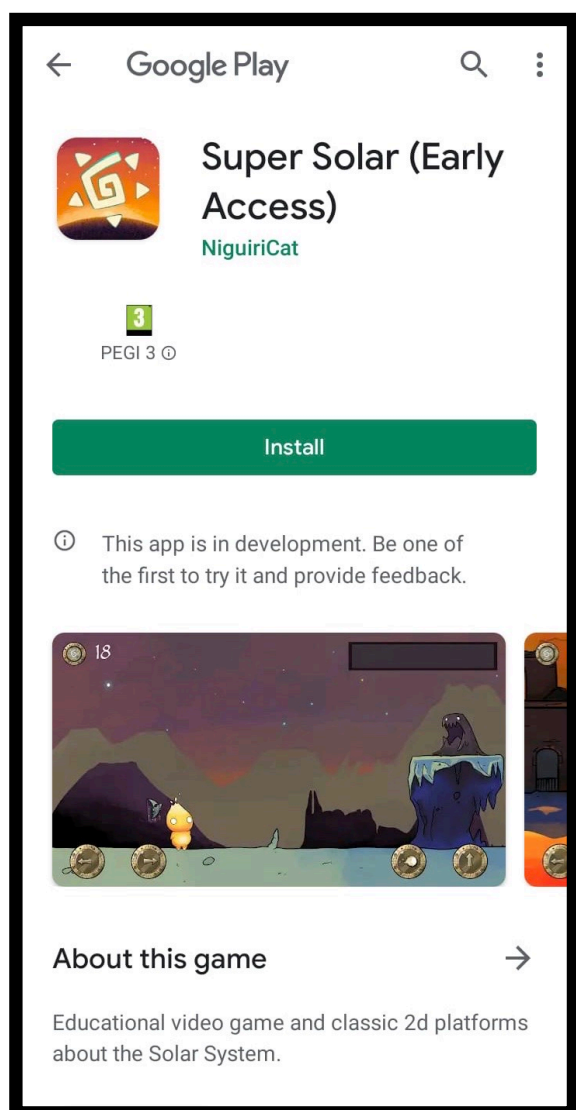 Google Play
Super Solar (Early
Access)
NiguiriCat
3
PEGI 3
Install
This app is in development. Be one of
the first to try it and provide feedback.
18
About this game
Educational video game and classic 2d platforms
about the Solar System.